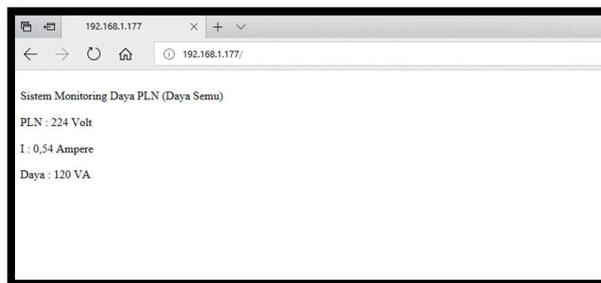 192.168.1.177
192.168.1.177/
Sistem Monitoring Daya PLN (Daya Semu)
PLN : 224 Volt
I : 0,54 Ampere
Daya : 120 VA